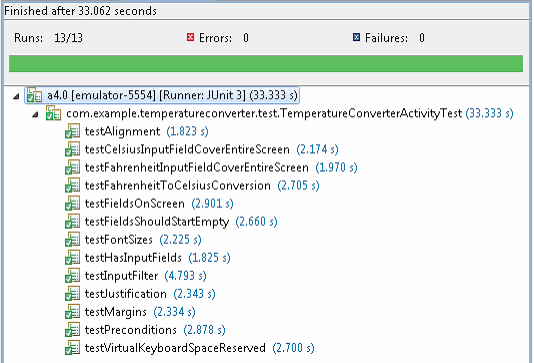 Finished after 33.062 seconds
Runs: 13/13 Errors: 0 Failures: 0
a4.0 [emulator-5554] [Runner: JUnit 3] (33.333 s)
com.example.temperatureconverter.test.TemperatureConverterActivityTest (33.333 s)
testAlignment (1.823 s)
testCelsiusInputFieldCoverEntireScreen (2.174 s)
testFahrenheitInputFieldCoverEntireScreen (1.970 s)
testFahrenheitToCelsiusConversion (2.705 s)
testFieldsOnScreen (2.901 s)
testFieldsShouldStartEmpty (2.660 s)
testFontSizes (2.225 s)
testHasInputFields (1.825 s)
testInputFilter (4.793 s)
testJustification (2.343 s)
testMargins (2.334 s)
testPreconditions (2.878 s)
testVirtualKeyboardSpaceReserved (2.700 s)